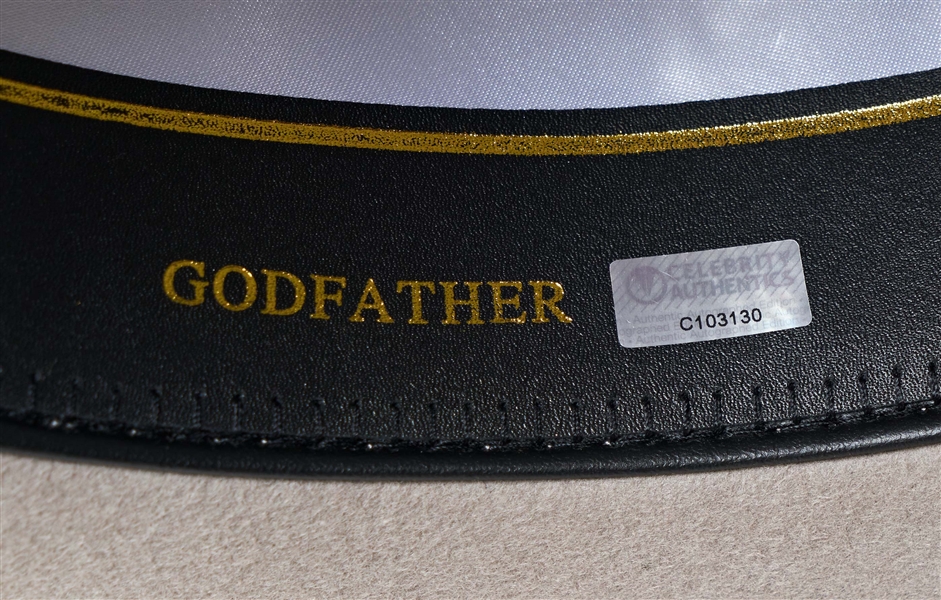 GODFATHER
CELEBRITY
AUTHENTICS
C103130